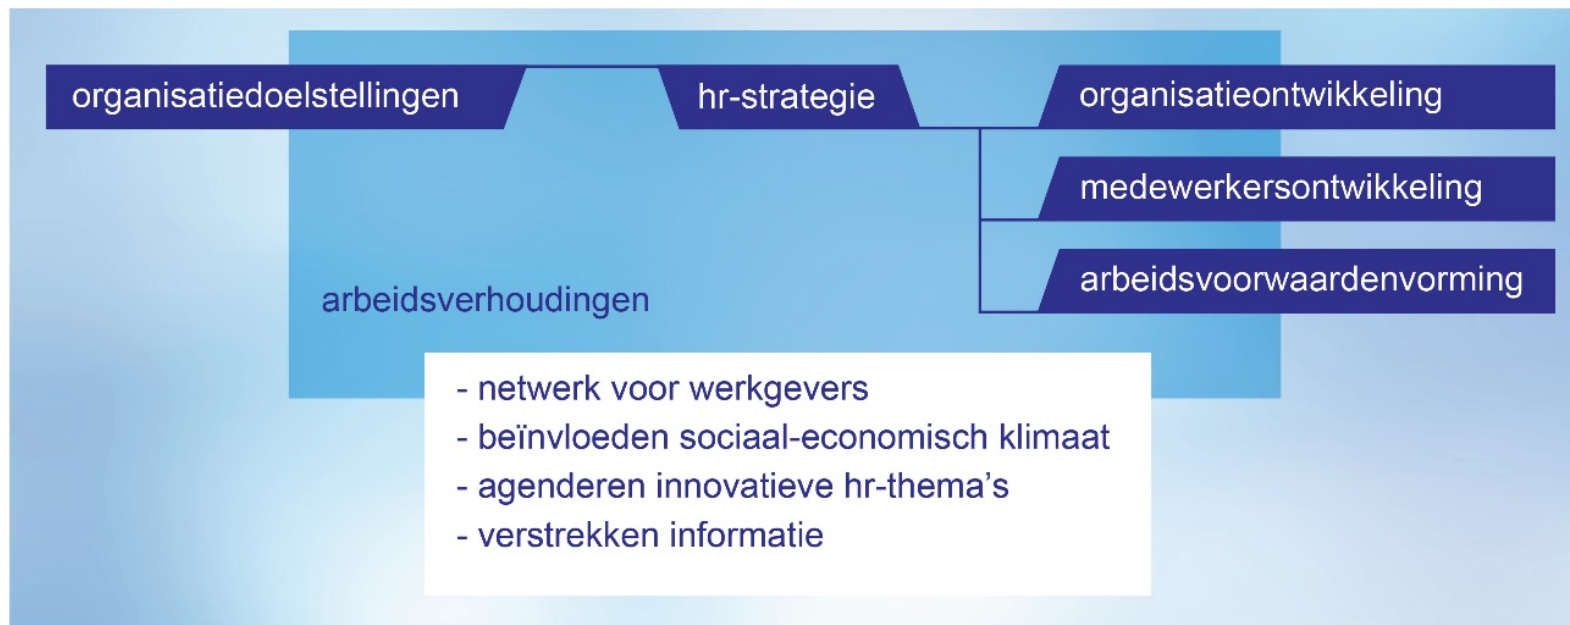 organisatiedoelstellingen
hr-strategie
organisatieontwikkeling
medewerkersontwikkeling
arbeidsvoorwaardenvorming
arbeidsverhoudingen
- netwerk voor werkgevers
- beïnvloeden sociaal-economisch klimaat
- agenderen innovatieve hr-thema’s
- verstrekken informatie